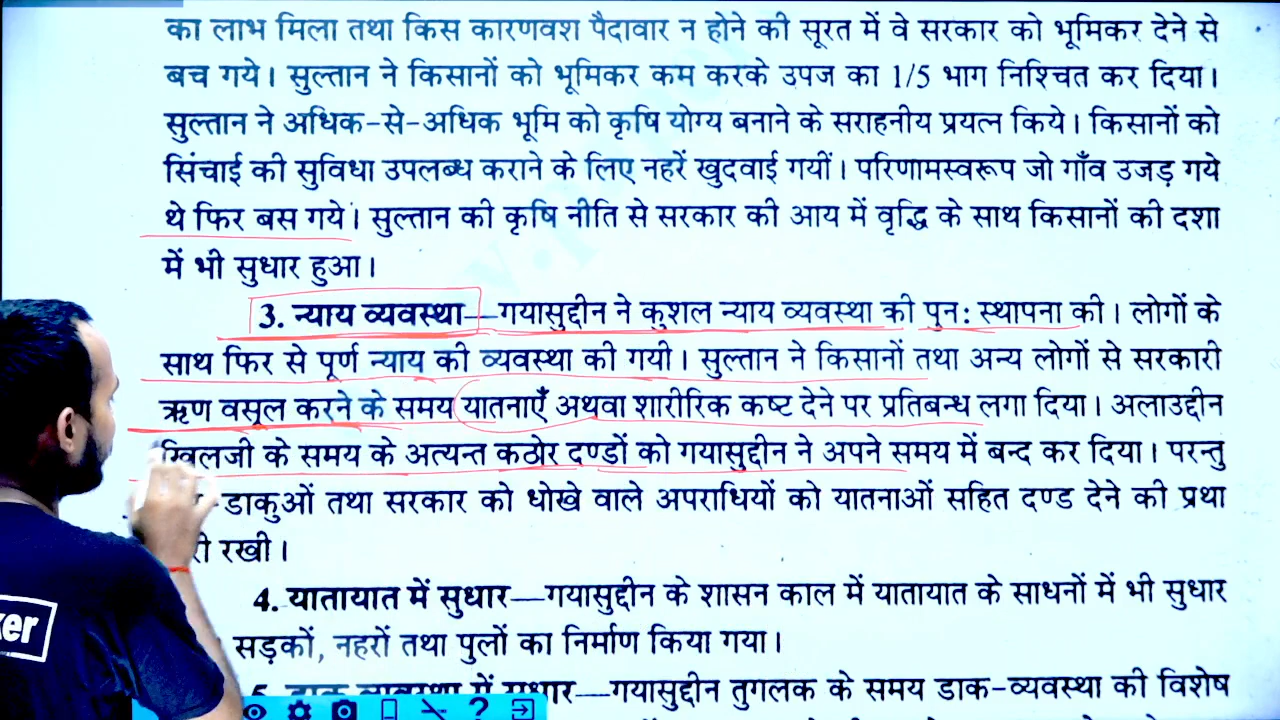 का लाभ मिला तथा किस कारणवश पैदावार न होने की सूरत में वे सरकार को भूमिकर देने से
बच गये। सुल्तान ने किसानों को भूमिकर कम करके उपज का 1/5 भाग निश्चित कर दिया।
सुल्तान ने अधिक-से-अधिक भूमि को कृषि योग्य बनाने के सराहनीय प्रयत्न किये। किसानों को
सिंचाई की सुविधा उपलब्ध कराने के लिए नहरें खुदवाई गयीं। परिणामस्वरूप जो गाँव उजड़ गये
थे फिर बस गये। सुल्तान की कृषि नीति से सरकार की आय में वृद्धि के साथ किसानों की दशा
में भी सुधार हुआ।
3. न्याय व्यवस्था—गयासुद्दीन ने कुशल न्याय व्यवस्था की पुन: स्थापना की। लोगों के
साथ फिर से पूर्ण न्याय की व्यवस्था की गयी। सुल्तान ने किसानों तथा अन्य लोगों से सरकारी
ऋण वसूल करने के समय यातनाएँ अथवा शारीरिक कष्ट देने पर प्रतिबन्ध लगा दिया। अलाउद्दीन
खिलजी के समय के अत्यन्त कठोर दण्डों को गयासुद्दीन ने अपने समय में बन्द कर दिया। परन्तु
डाकुओं तथा सरकार को धोखे वाले अपराधियों को यातनाओं सहित दण्ड देने की प्रथा
रखी।
4. यातायात में सुधार—गयासुद्दीन के शासन काल में यातायात के साधनों में भी सुधार
सड़कों, नहरों तथा पुलों का निर्माण किया गया।
5. डाक व्यवस्था में सुधार—गयासुद्दीन तुगलक के समय डाक-व्यवस्था की विशेष